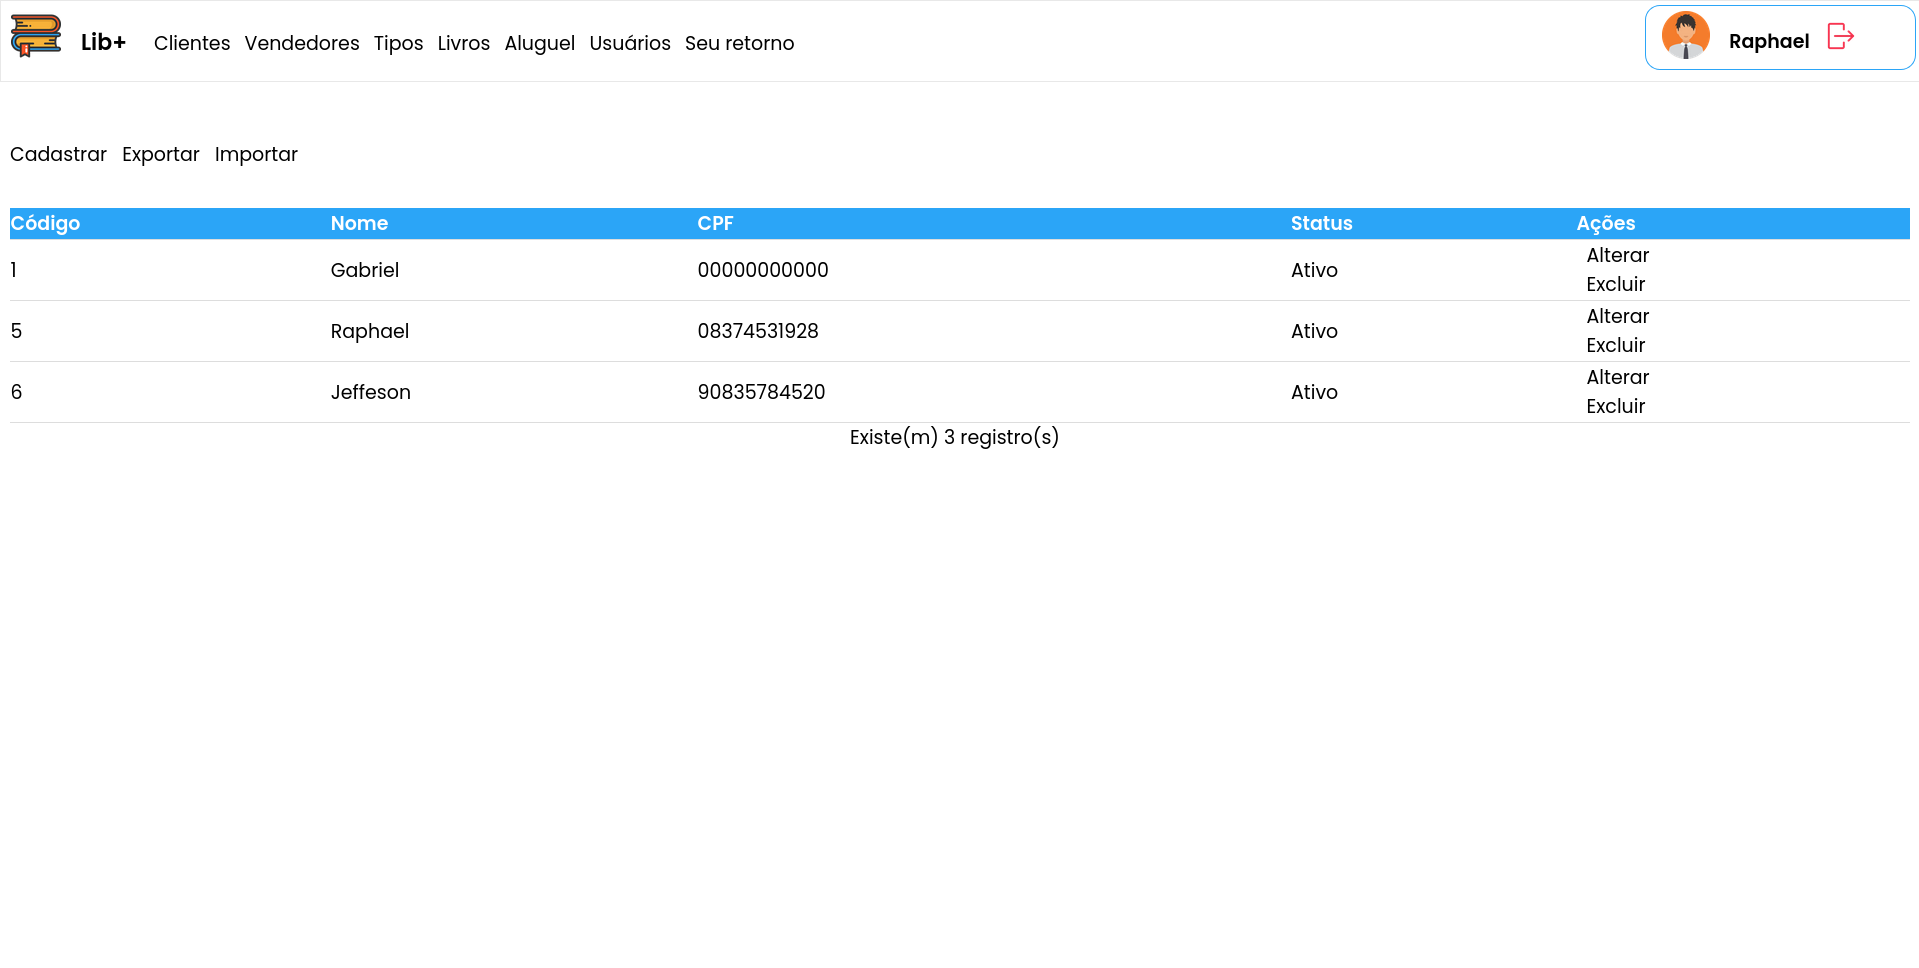 Lib+ Clientes Vendedores Tipos Livros Aluguel Usuários Seu retorno Raphael
Cadastrar Exportar Importar
Código Nome CPF Status Ações
1 Gabriel 00000000000 Ativo Alterar
Excluir
5 Raphael 08374531928 Ativo Alterar
Excluir
6 Jeffeson 90835784520 Ativo Alterar
Excluir
Existe(m) 3 registro(s)